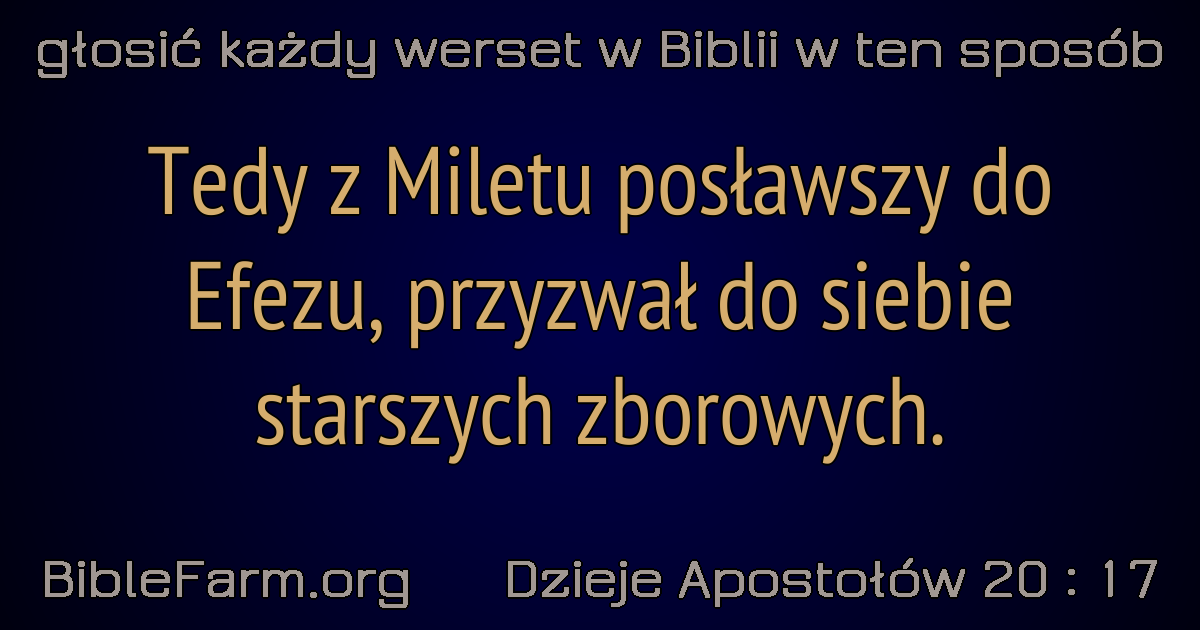 głosić każdy werset w Biblii w ten sposób
Tedy z Miletu posławszy do
Efezu, przyzwał do siebie
starszych zborowych.
BibleFarm.org Dzieje Apostołów 20 : 17